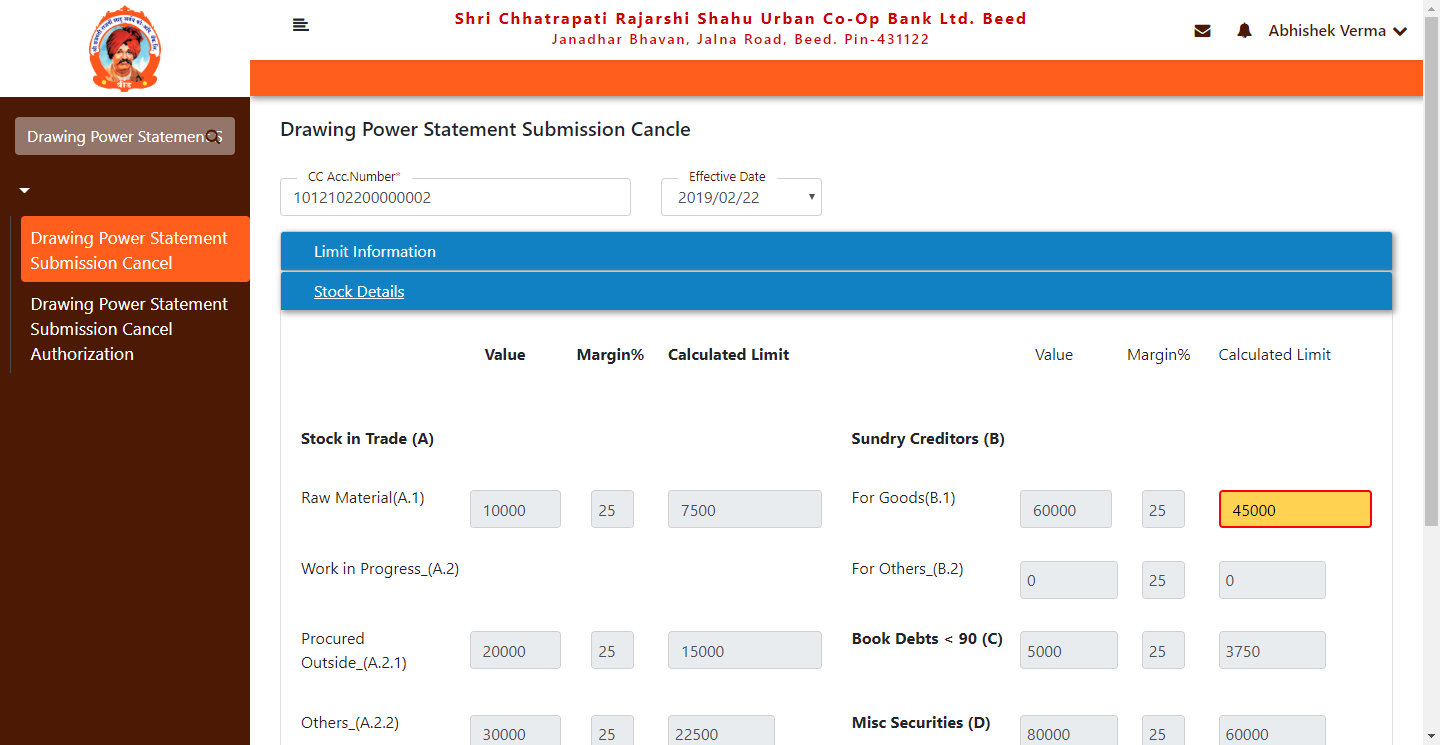 Shri Chhatrapati Rajarshi Shahu Urban Co-Op Bank Ltd. Beed
Janadhar Bhavan, Jalna Road, Beed. Pin-431122
Abhishek Verma
Drawing Power Statement S
Drawing Power Statement
Submission Cancel
Drawing Power Statement
Submission Cancel
Authorization
Drawing Power Statement Submission Cancle
CC Acc.Number* Effective Date
1012102200000002 2019/02/22
Limit Information
Stock Details
Value Margin% Calculated Limit Value Margin% Calculated Limit
Stock in Trade (A) Sundry Creditors (B)
Raw Material(A.1) 10000 25 7500 For Goods(B.1) 60000 25 45000
Work in Progress_(A.2) For Others_(B.2) 0 25 0
Procured
Outside_(A.2.1) 20000 25 15000 Book Debts < 90 (C) 5000 25 3750
Others_(A.2.2) 30000 25 22500 Misc Securities (D) 80000 25 60000